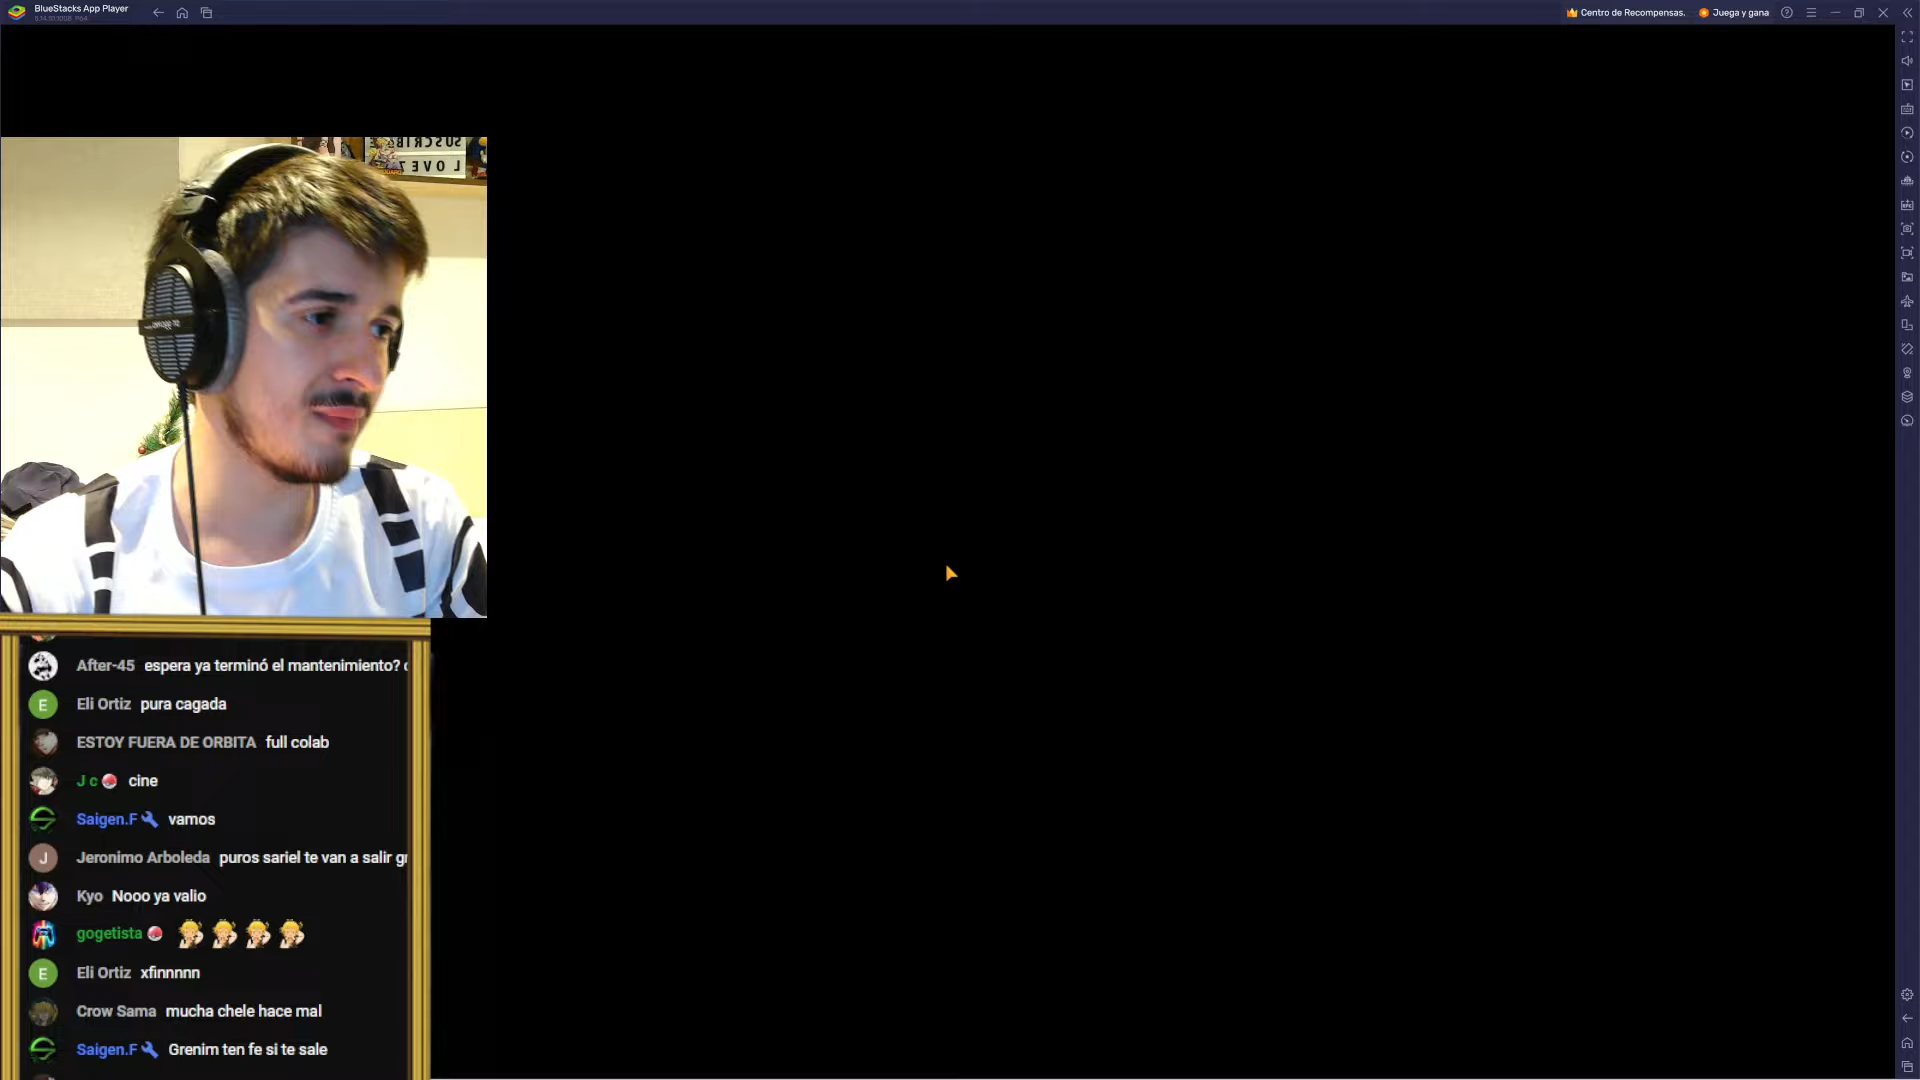 BlueStacks App Player
Centro de Recompensas.
Juega y gana
SUSCRIBE
LOVE
After-45 espera ya terminó el mantenimiento?
Eli Ortiz pura cagada
ESTOY FUERA DE ORBITA full colab
J c cine
Saigen.F vamos
Jeronimo Arboleda puros sariel te van a salir
Kyo Nooo ya valio
gogetista
Eli Ortiz xfinnnnn
Crow Sama mucha chele hace mal
Saigen.F Grenim ten fe si te sale